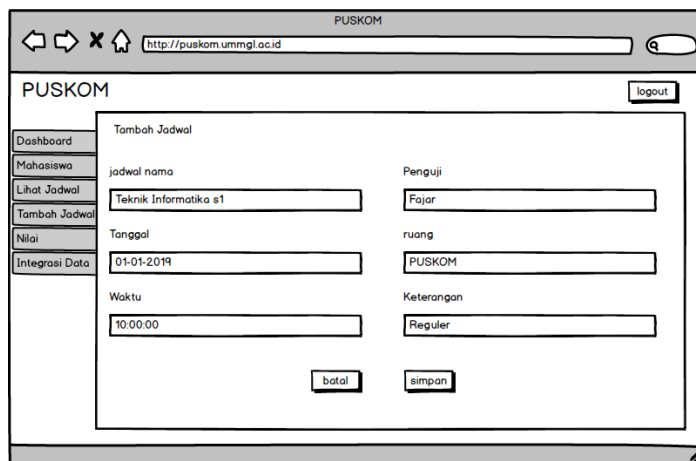 PUSKOM
http://puskom.ummgl.ac.id
PUSKOM
logout
Dashboard
Mahasiswa
Lihat Jadwal
Tambah Jadwal
Nilai
Integrasi Data
Tambah Jadwal
jadwal nama
Teknik Informatika s1
Penguji
Fajar
Tanggal
01-01-2019
ruang
PUSKOM
Waktu
10:00:00
Keterangan
Reguler
batal
simpan